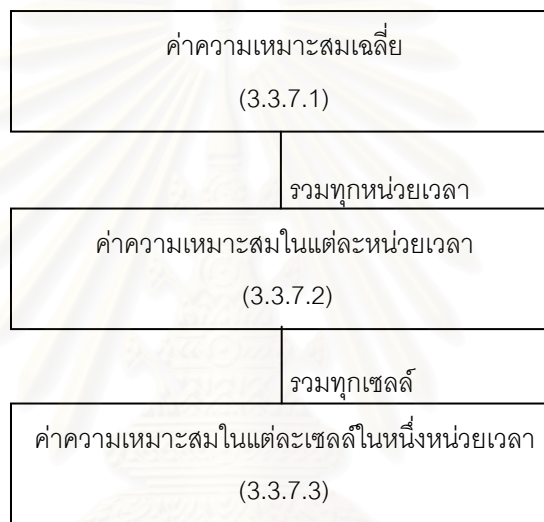 ค่าความเหมาะสมเฉลี่ย
(3.3.7.1)
รวมทุกหน่วยเวลา
ค่าความเหมาะสมในแต่ละหน่วยเวลา
(3.3.7.2)
รวมทุกเซลล์
ค่าความเหมาะสมในแต่ละเซลล์ในหนึ่งหน่วยเวลา
(3.3.7.3)